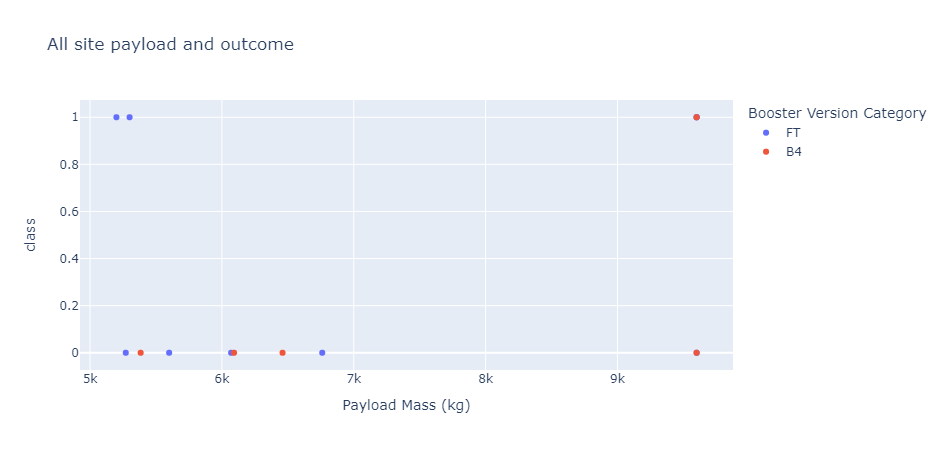 All site payload and outcome
Booster Version Category
FT
B4
1
0.8
0.6
0.4
0.2
0
class
5k
6k
7k
8k
9k
Payload Mass (kg)